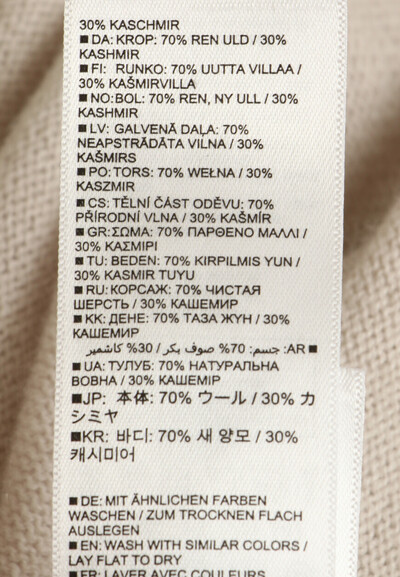 30% KASCHMIR
■DA: KROP: 70% REN ULD / 30%
KASHMIR
■FI: RUNKO: 70% UUTTA VILLAA /
30% KAŠMIRVILLA
■NO: BOL: 70% REN, NY ULL / 30%
KASHMIR
■LV: GALVENĀ DAĻA: 70%
NEAPSTRĀDĀTA VILNA / 30%
KAŠMIRS
■PO: TORS: 70% WEŁNA / 30%
KASZMIR
■CS: TĚLNÍ ČÁST ODĚVU: 70%
PŘÍRODNÍ VLNA / 30% KAŠMÍR
■GR: ΣΩΜΑ: 70% ΠΑΡΘΕΝΟ ΜΑΛΛΙ /
30% ΚΑΣΜΙΡΙ
■TU: BEDEN: 70% KIRPILMIS YUN /
30% KASMIR TUYU
■RU: КОРСАЖ: 70% ЧИСТАЯ
ШЕРСТЬ / 30% КАШЕМИР
■KK: ДЕНЕ: 70% ТАЗА ЖҮН / 30%
КАШЕМИР
■AR: جسم: 70% صوف بكر / 30% كاشمير
■UA: ТУЛУБ: 70% НАТУРАЛЬНА
ВОВНА / 30% КАШЕМИР
■JP: 本体: 70% ウール / 30% カ
シミヤ
■KR: 바디: 70% 새 양모 / 30%
캐시미어
■DE: MIT ÄHNLICHEN FARBEN
WASCHEN / ZUM TROCKNEN FLACH
AUSLEGEN
■EN: WASH WITH SIMILAR COLORS /
LAY FLAT TO DRY
■FR: LAVER AVEC COULEURS